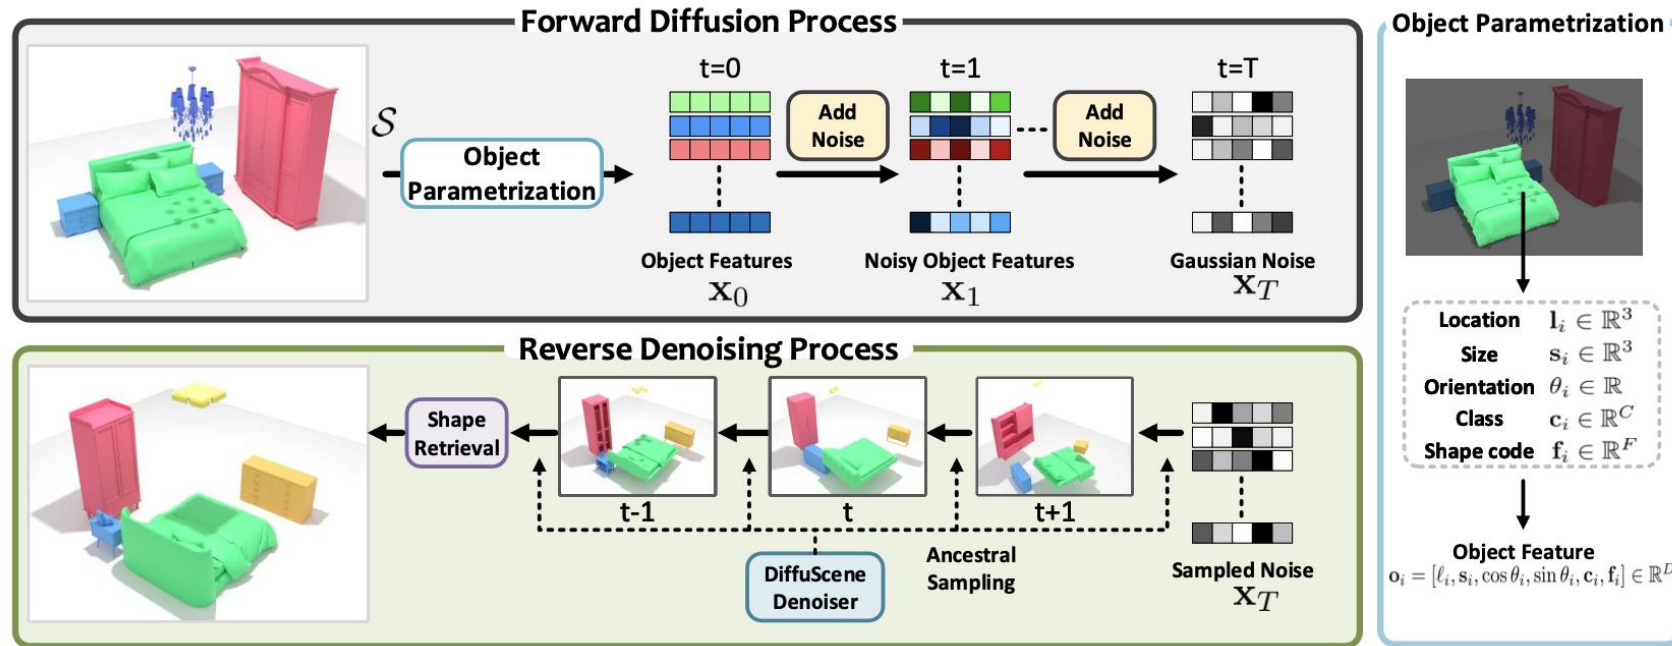 Forward Diffusion Process
𝒮
Object
Parametrization
t=0
Object Features
x₀
Add
Noise
t=1
Noisy Object Features
x₁
Add
Noise
t=T
Gaussian Noise
x_T
Reverse Denoising Process
Shape
Retrieval
t-1
t
t+1
DiffuScene
Denoiser
Ancestral
Sampling
Sampled Noise
x_T
Object Parametrization
Location l_i ∈ ℝ³
Size s_i ∈ ℝ³
Orientation θ_i ∈ ℝ
Class c_i ∈ ℝ^C
Shape code f_i ∈ ℝ^F
Object Feature
o_i = [ℓ_i, s_i, cos θ_i, sin θ_i, c_i, f_i] ∈ ℝ^D